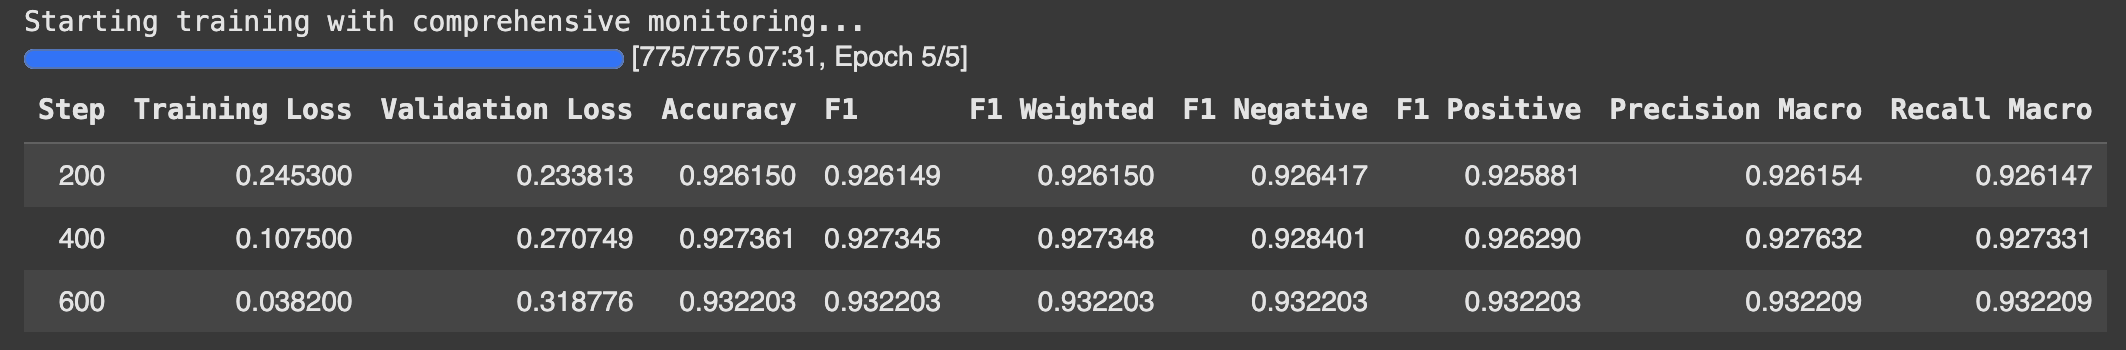 Starting training with comprehensive monitoring...
[775/775 07:31, Epoch 5/5]
Step Training Loss Validation Loss Accuracy F1 F1 Weighted F1 Negative F1 Positive Precision Macro Recall Macro
200 0.245300 0.233813 0.926150 0.926149 0.926150 0.926417 0.925881 0.926154 0.926147
400 0.107500 0.270749 0.927361 0.927345 0.927348 0.928401 0.926290 0.927632 0.927331
600 0.038200 0.318776 0.932203 0.932203 0.932203 0.932203 0.932203 0.932209 0.932209